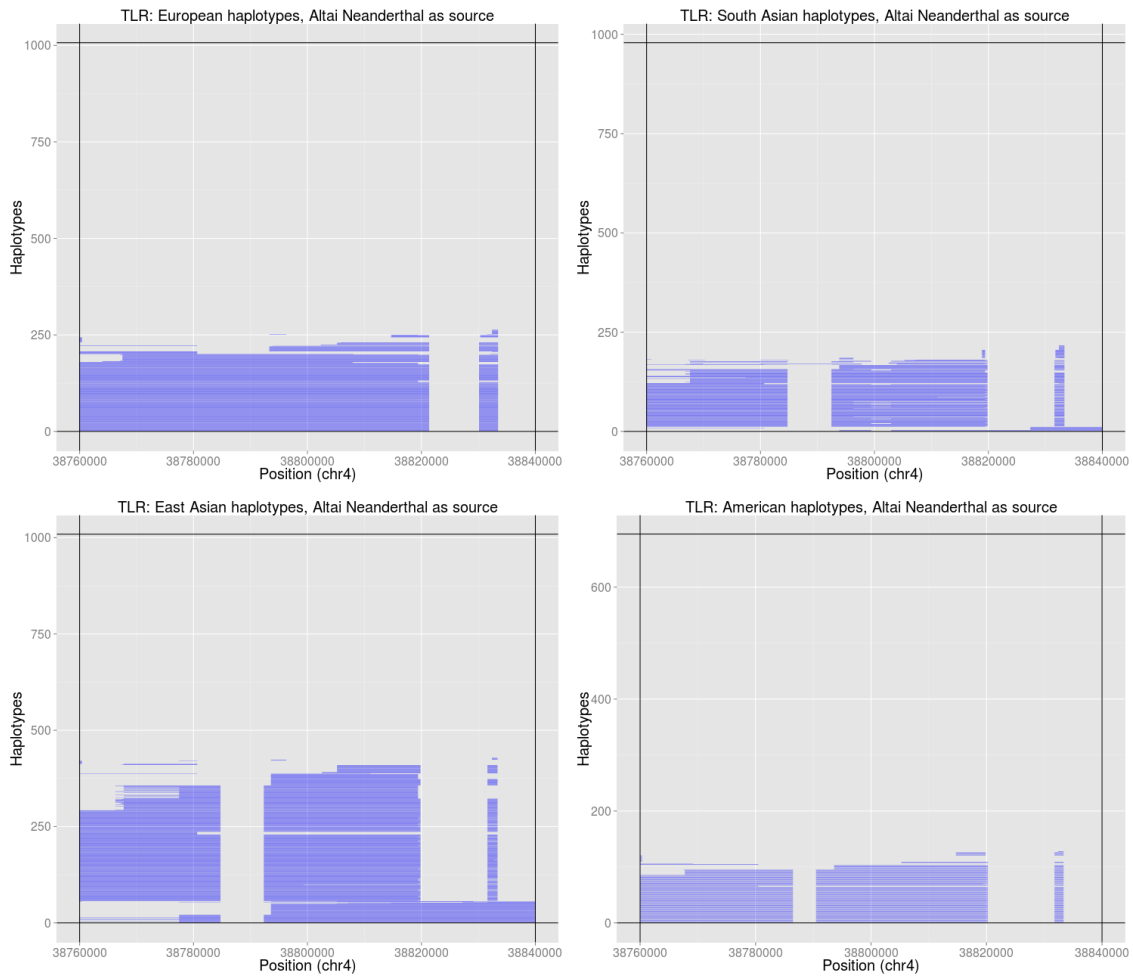 TLR: European haplotypes, Altai Neanderthal as source
1000
750
500
250
0
Haplotypes
38760000 38780000 38800000 38820000 38840000
Position (chr4)
TLR: South Asian haplotypes, Altai Neanderthal as source
1000
750
500
250
0
Haplotypes
38760000 38780000 38800000 38820000 38840000
Position (chr4)
TLR: East Asian haplotypes, Altai Neanderthal as source
1000
750
500
250
0
Haplotypes
38760000 38780000 38800000 38820000 38840000
Position (chr4)
TLR: American haplotypes, Altai Neanderthal as source
600
400
200
0
Haplotypes
38760000 38780000 38800000 38820000 38840000
Position (chr4)